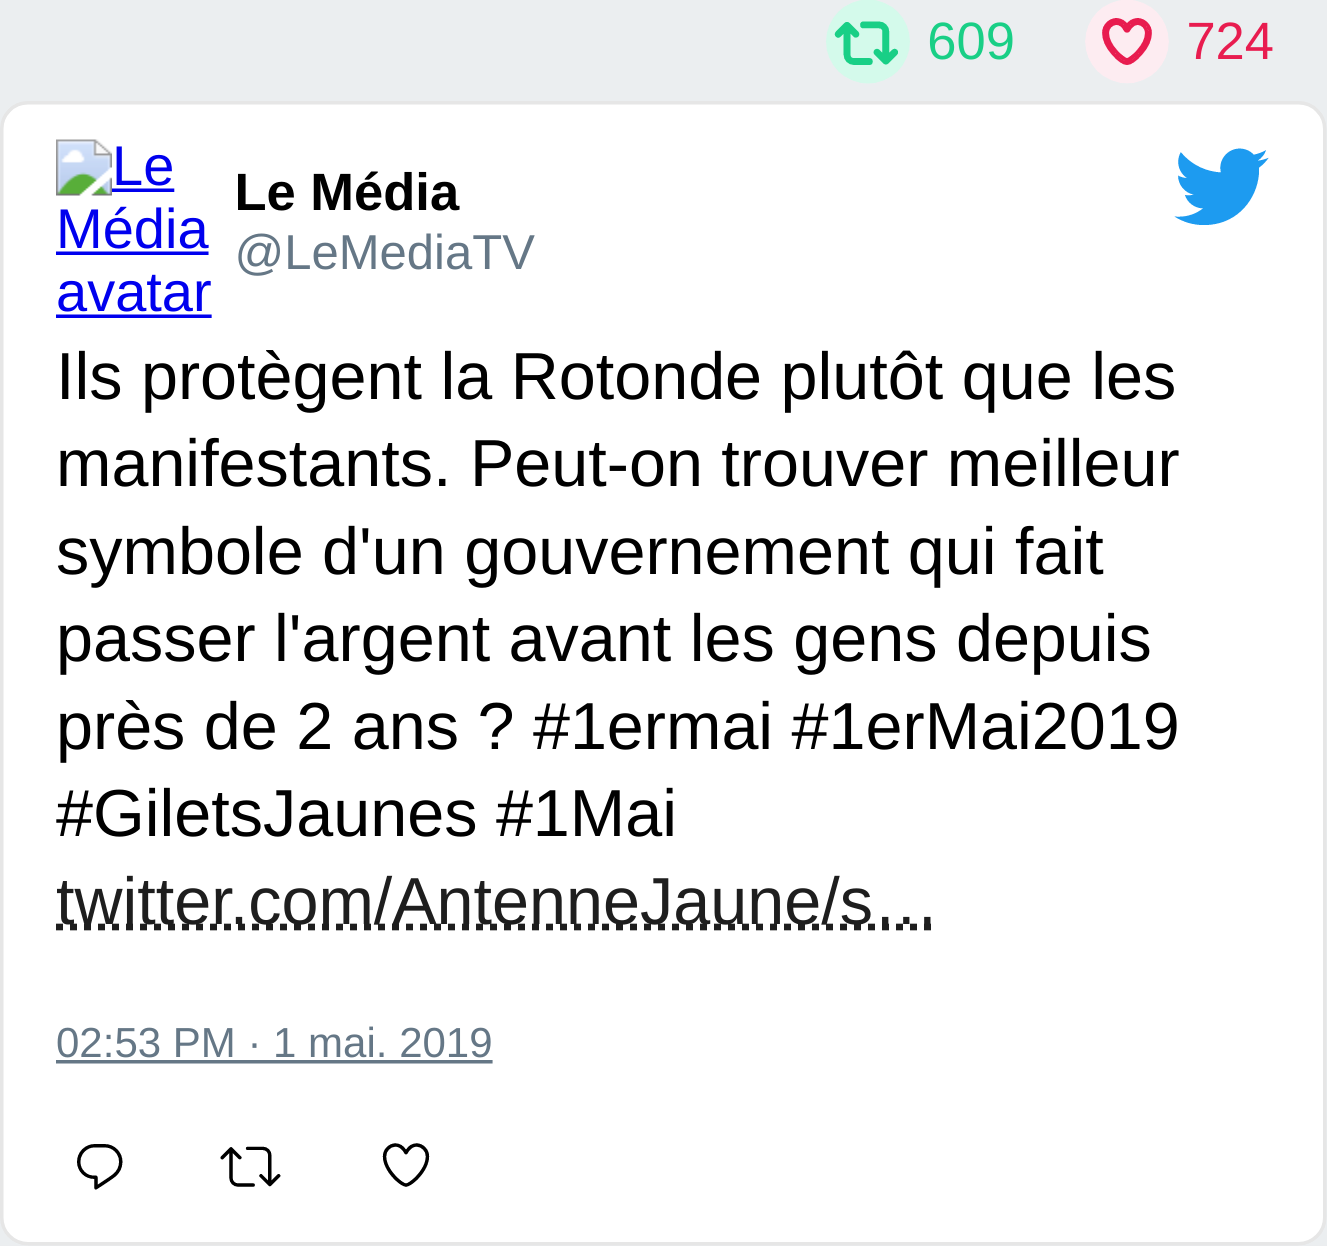 609 724
Le Média avatar
Le Média
@LeMediaTV
Ils protègent la Rotonde plutôt que les
manifestants. Peut-on trouver meilleur
symbole d'un gouvernement qui fait
passer l'argent avant les gens depuis
près de 2 ans ? #1ermai #1erMai2019
#GiletsJaunes #1Mai
twitter.com/AntenneJaune/s…
02:53 PM · 1 mai. 2019